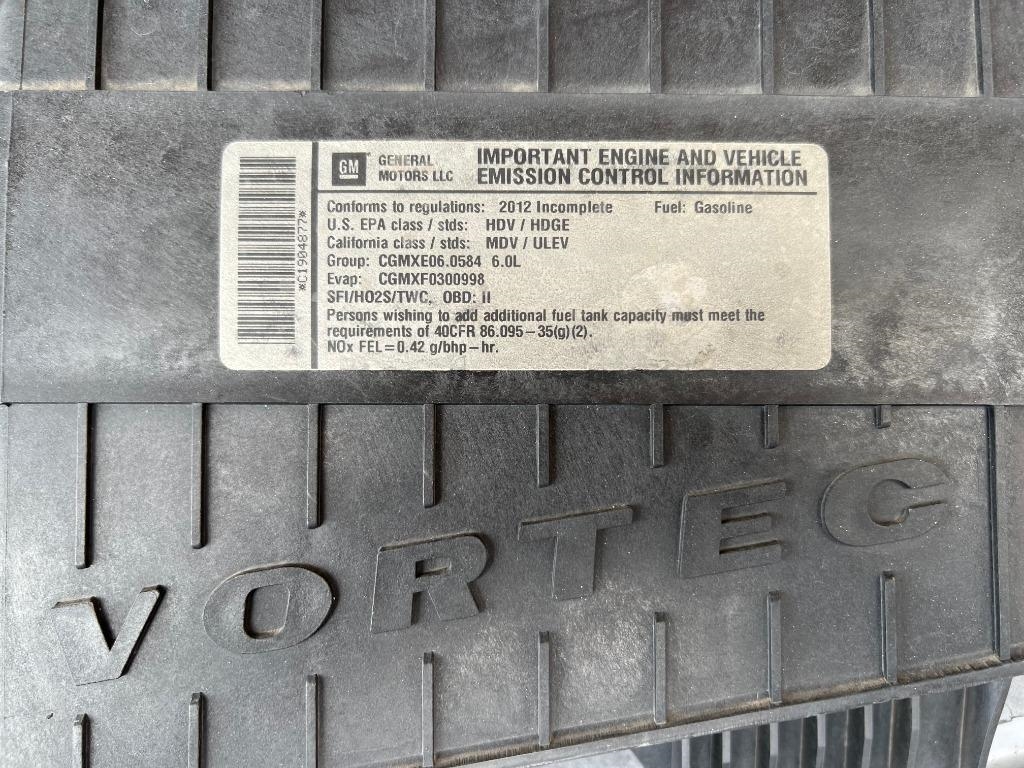 *C1904877*
GM
GENERAL
MOTORS LLC
IMPORTANT ENGINE AND VEHICLE
EMISSION CONTROL INFORMATION
Conforms to regulations: 2012 Incomplete Fuel: Gasoline
U.S. EPA class / stds: HDV / HDGE
California class / stds: MDV / ULEV
Group: CGMXE06.0584 6.0L
Evap: CGMXF0300998
SFI/HO2S/TWC, OBD: II
Persons wishing to add additional fuel tank capacity must meet the
requirements of 40CFR 86.095–35(g)(2).
NOx FEL=0.42 g/bhp–hr.
VORTEC